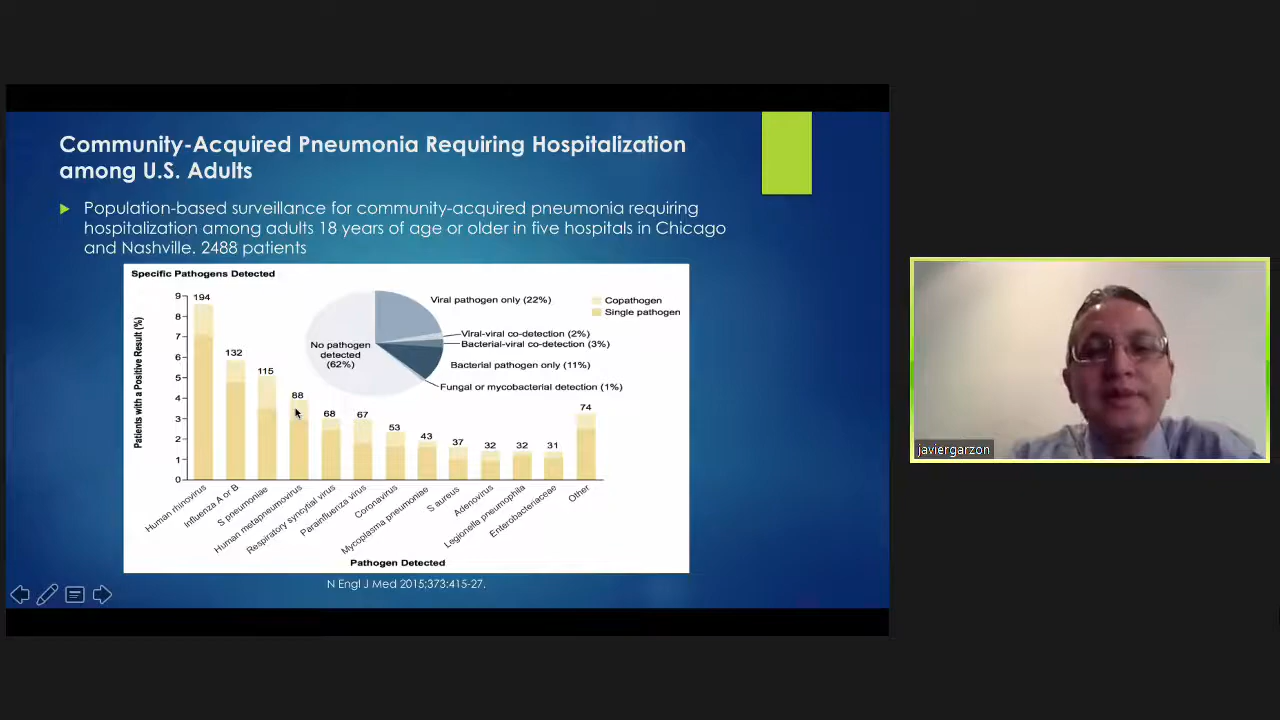 Community-Acquired Pneumonia Requiring Hospitalization
among U.S. Adults
Population-based surveillance for community-acquired pneumonia requiring
hospitalization among adults 18 years of age or older in five hospitals in Chicago
and Nashville. 2488 patients
Specific Pathogens Detected
Patients with a Positive Result (%)
9
8
7
6
5
4
3
2
1
0
194
132
115
88
68
67
53
43
37
32
32
31
74
No pathogen
detected
(62%)
Viral pathogen only (22%)
Viral-viral co-detection (2%)
Bacterial-viral co-detection (3%)
Bacterial pathogen only (11%)
Fungal or mycobacterial detection (1%)
Copathogen
Single pathogen
Human rhinovirus
Influenza A or B
S pneumoniae
Human metapneumovirus
Respiratory syncytial virus
Parainfluenza virus
Coronavirus
Mycoplasma pneumoniae
S aureus
Adenovirus
Legionella pneumophila
Enterobacteriaceae
Other
Pathogen Detected
N Engl J Med 2015;373:415-27.
javiergarzon